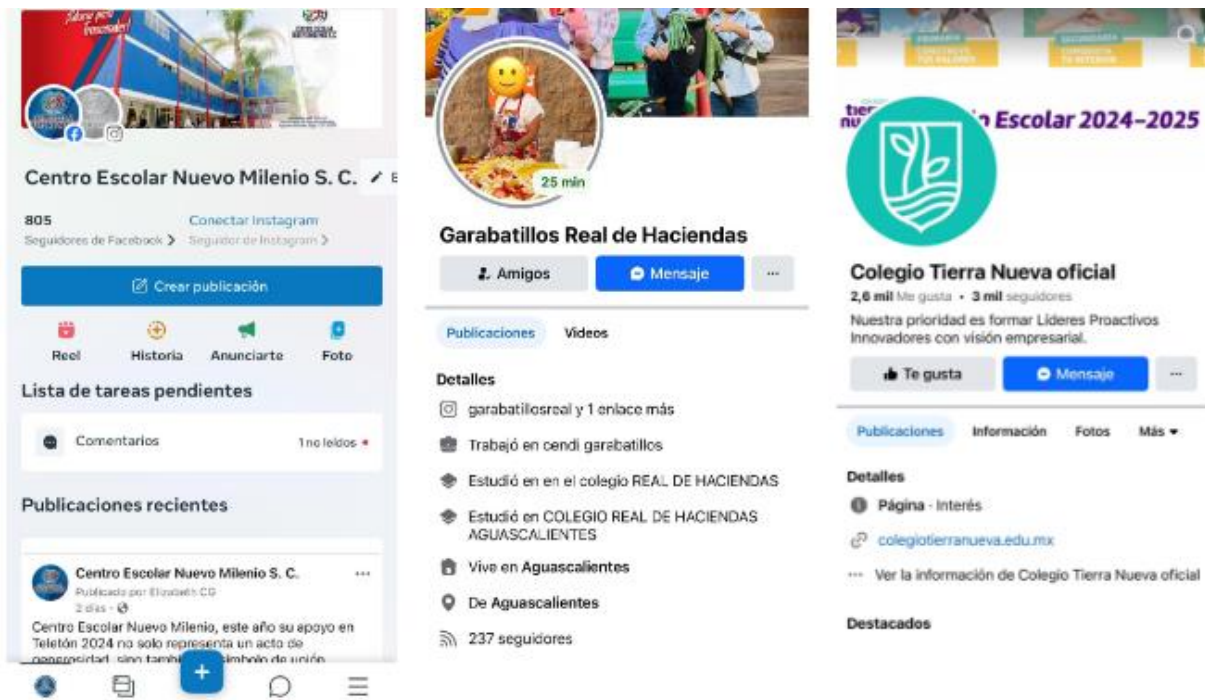 Centro Escolar Nuevo Milenio S. C.
805
Conectar Instagram
Seguidores de Facebook
Seguidor de Instagram
Crear publicación
Reel
Historia
Anunciarte
Foto
Lista de tareas pendientes
Comentarios
1 no leídos
Publicaciones recientes
Centro Escolar Nuevo Milenio S. C.
Publicado por Elizabeth CG
2 días
Centro Escolar Nuevo Milenio, este año su apoyo en
Teletón 2024 no solo representa un acto de
generosidad, sino símbolo de unión
25 min
Garabatillos Real de Haciendas
Amigos
Mensaje
Publicaciones
Videos
Detalles
garabatillosreal y 1 enlace más
Trabajó en cendi garabatillos
Estudió en en el colegio REAL DE HACIENDAS
Estudió en COLEGIO REAL DE HACIENDAS
AGUASCALIENTES
Vive en Aguascalientes
De Aguascalientes
237 seguidores
Escolar 2024-2025
Colegio Tierra Nueva oficial
2,6 mil Me gusta • 3 mil seguidores
Nuestra prioridad es formar Líderes Proactivos
Innovadores con visión empresarial.
Te gusta
Mensaje
Publicaciones
Información
Fotos
Más
Detalles
Página · Interés
colegiotierranueva.edu.mx
Ver la información de Colegio Tierra Nueva oficial
Destacados